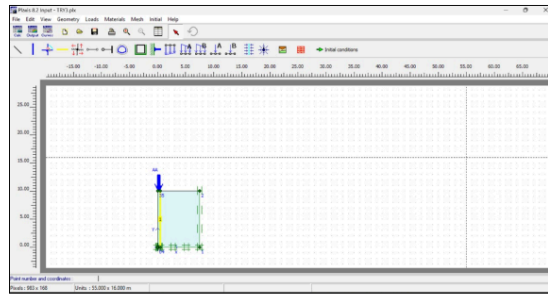 Plaxis 8.2 Input - TRY3.plx
File Edit View Geometry Loads Materials Mesh Initial Help
Initial conditions
-15.00 -10.00 -5.00 0.00 5.00 10.00 15.00 20.00 25.00 30.00 35.00 40.00 45.00 50.00 55.00 60.00 65.00
25.00
20.00
15.00
10.00
5.00
0.00
Point number and coordinates :
Pixels : 983 x 168 Units : 55.000 x 16.000 m